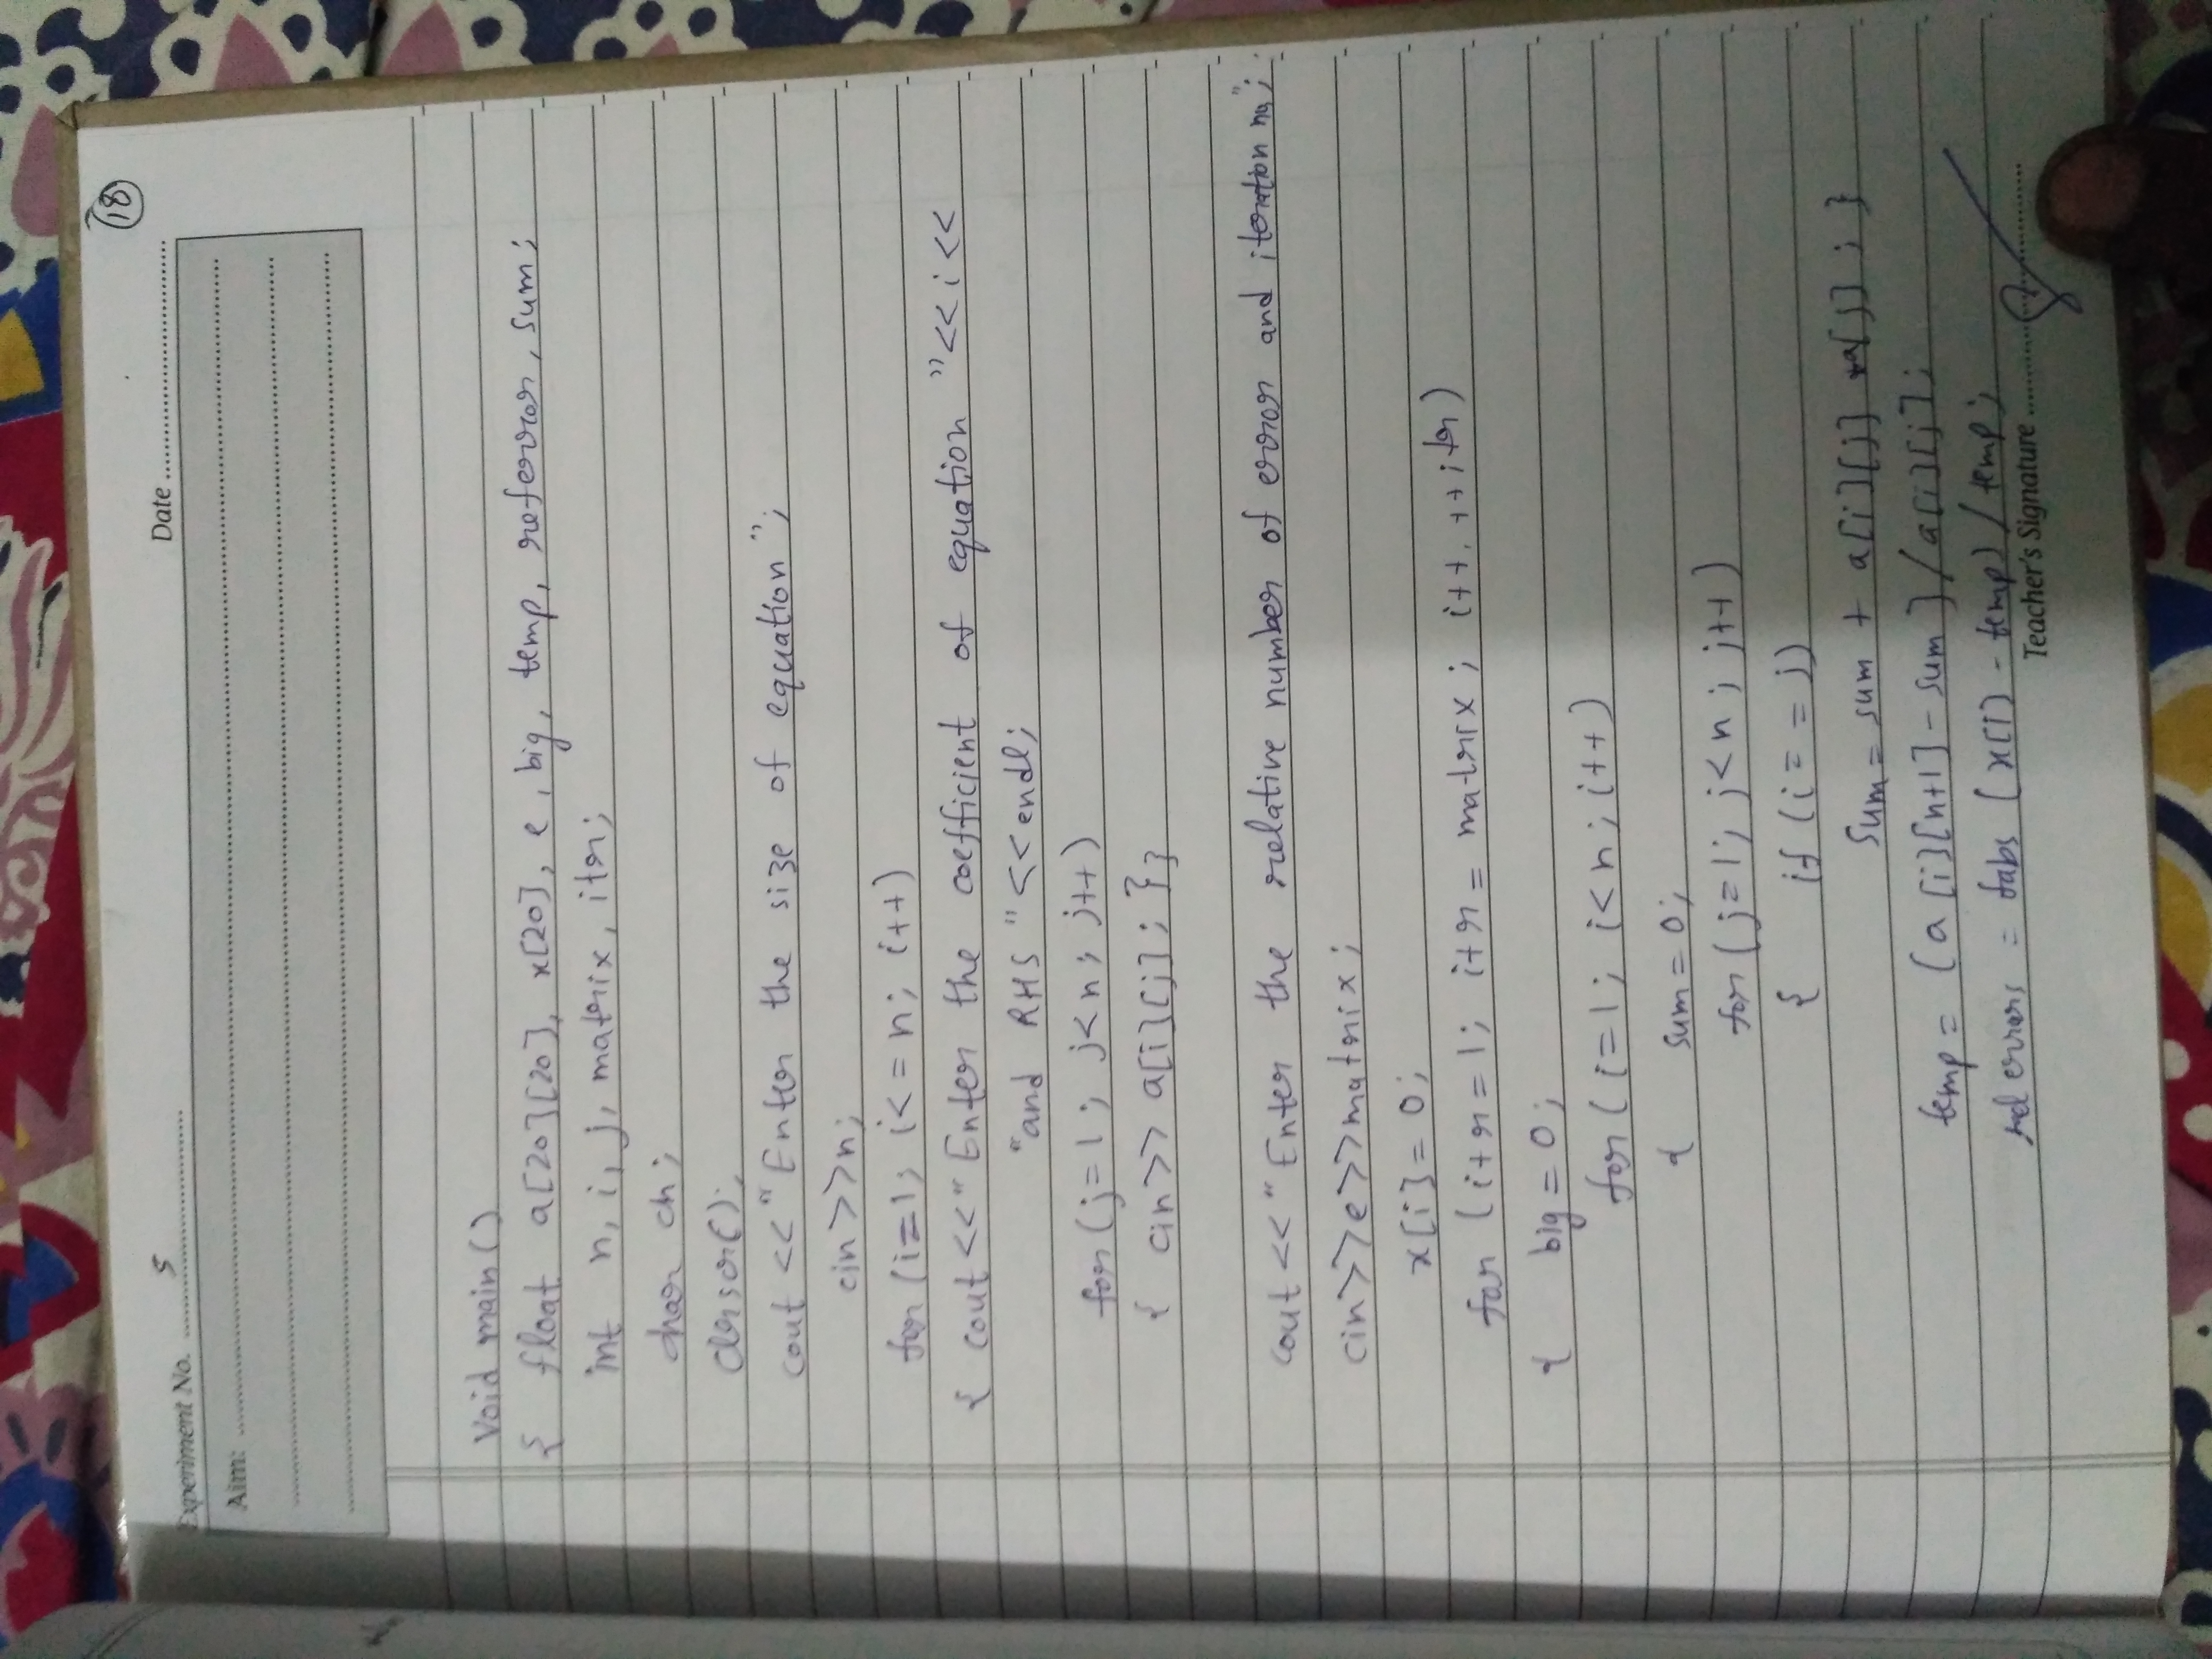 18
Experiment No. 5
Date
Aim:
Void main()
{ float a[20][20], x[20], e, big, temp, referror, sum;
int n, i, j, matrix, itr;
char ch;
clrscr();
cout <<"Enter the size of equation";
cin>>n;
for (i=1; i<=n; i++)
{ cout<<"Enter the coefficient of equation "<<i<<
"and RHS "<<endl;
for (j=1; j<n; j++)
{ cin>> a[i][j]; }}
cout <<"Enter the relative number of error and iteration no";
cin>>e>>matrix;
x[i]=0;
for (itr=1; itr= matrix; i++, ++itr)
{ big=0;
for (i=1; i<n; i++)
{ sum=0;
for (j=1; j<n; j++)
{ if (i==j)
Sum= sum + a[i][j] ; }
temp= [a[i][n+1]-sum]/a[i][j];
rel errors = fabs (x[i]-temp)/temp;
Teacher's Signature